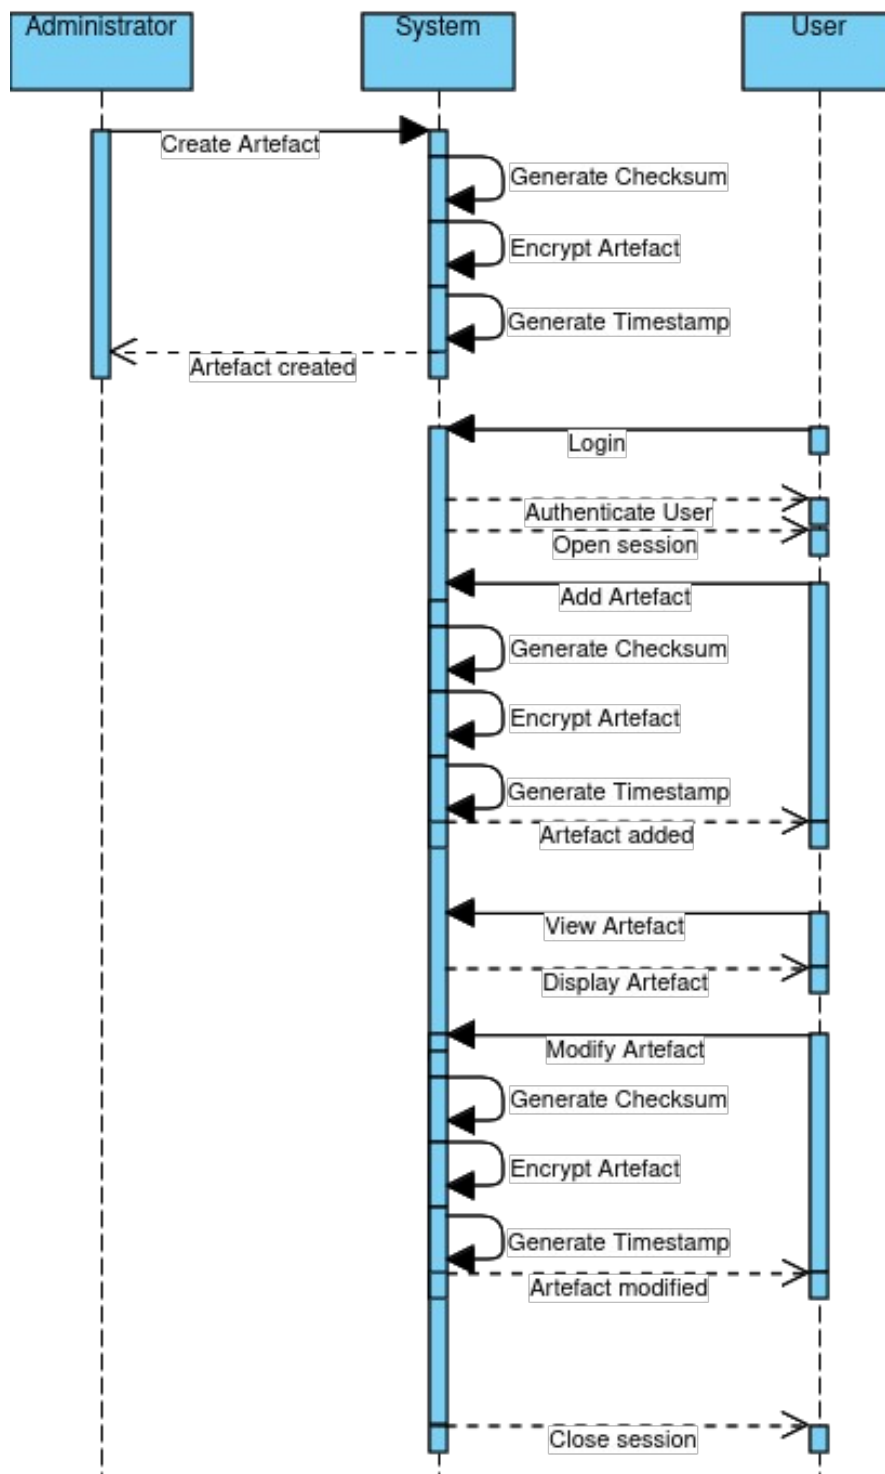 Administrator
System
User
Create Artefact
Generate Checksum
Encrypt Artefact
Generate Timestamp
Artefact created
Login
Authenticate User
Open session
Add Artefact
Generate Checksum
Encrypt Artefact
Generate Timestamp
Artefact added
View Artefact
Display Artefact
Modify Artefact
Generate Checksum
Encrypt Artefact
Generate Timestamp
Artefact modified
Close session